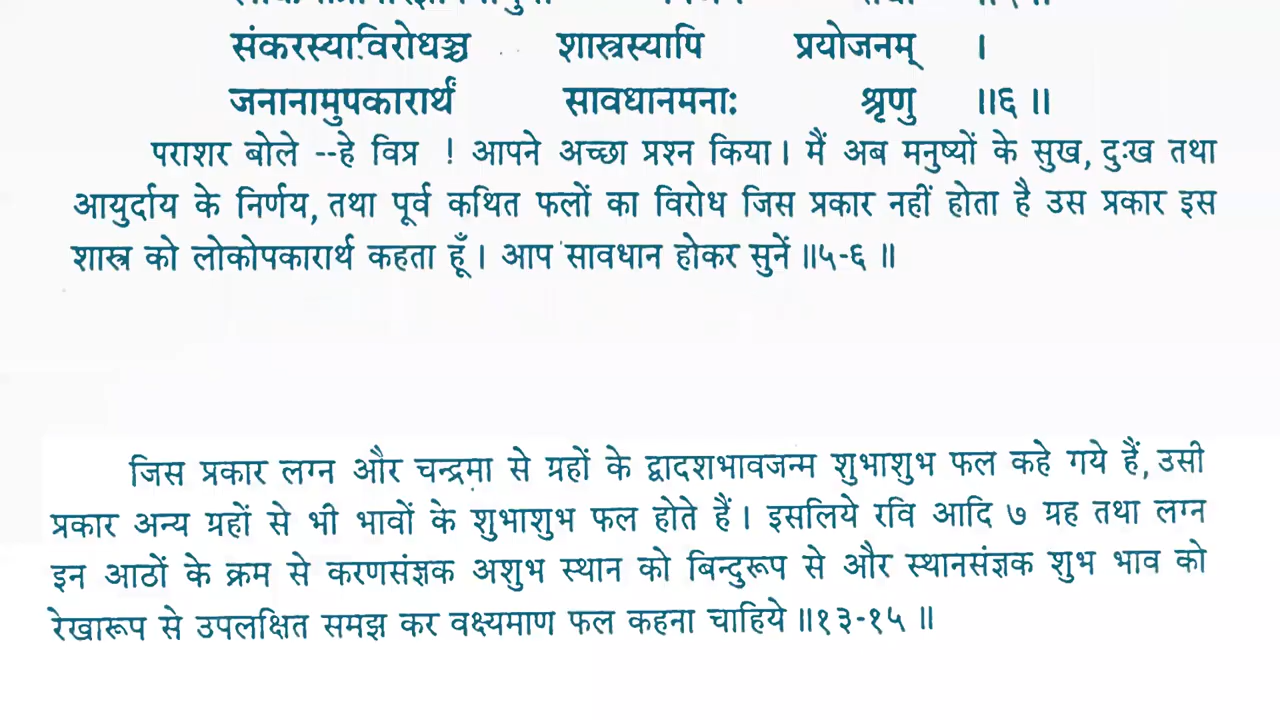 संकरस्याविरोधञ्च शास्त्रस्यापि प्रयोजनम् ।
जनानामुपकारार्थं सावधानमनाः श्रृणु ॥६॥
पराशर बोले --हे विप्र ! आपने अच्छा प्रश्न किया। मैं अब मनुष्यों के सुख, दुःख तथा
आयुर्दाय के निर्णय, तथा पूर्व कथित फलों का विरोध जिस प्रकार नहीं होता है उस प्रकार इस
शास्त्र को लोकोपकारार्थ कहता हूँ। आप सावधान होकर सुनें ॥५-६॥
जिस प्रकार लग्न और चन्द्रमा से ग्रहों के द्वादशभावजन्म शुभाशुभ फल कहे गये हैं, उसी
प्रकार अन्य ग्रहों से भी भावों के शुभाशुभ फल होते हैं। इसलिये रवि आदि ७ ग्रह तथा लग्न
इन आठों के क्रम से करणसंज्ञक अशुभ स्थान को बिन्दुरूप से और स्थानसंज्ञक शुभ भाव को
रेखारूप से उपलक्षित समझ कर वक्ष्यमाण फल कहना चाहिये ॥१३-१५॥